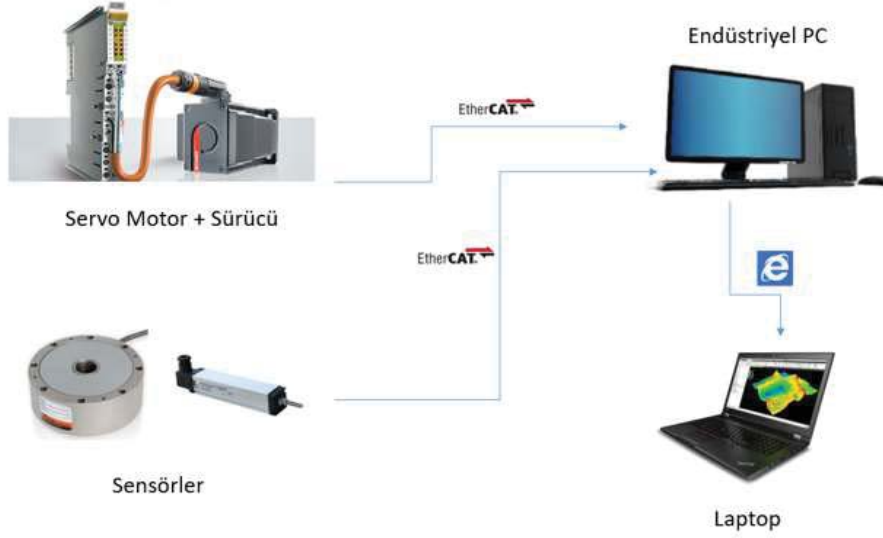 Endüstriyel PC
EtherCAT
Servo Motor + Sürücü
EtherCAT
Sensörler
Laptop